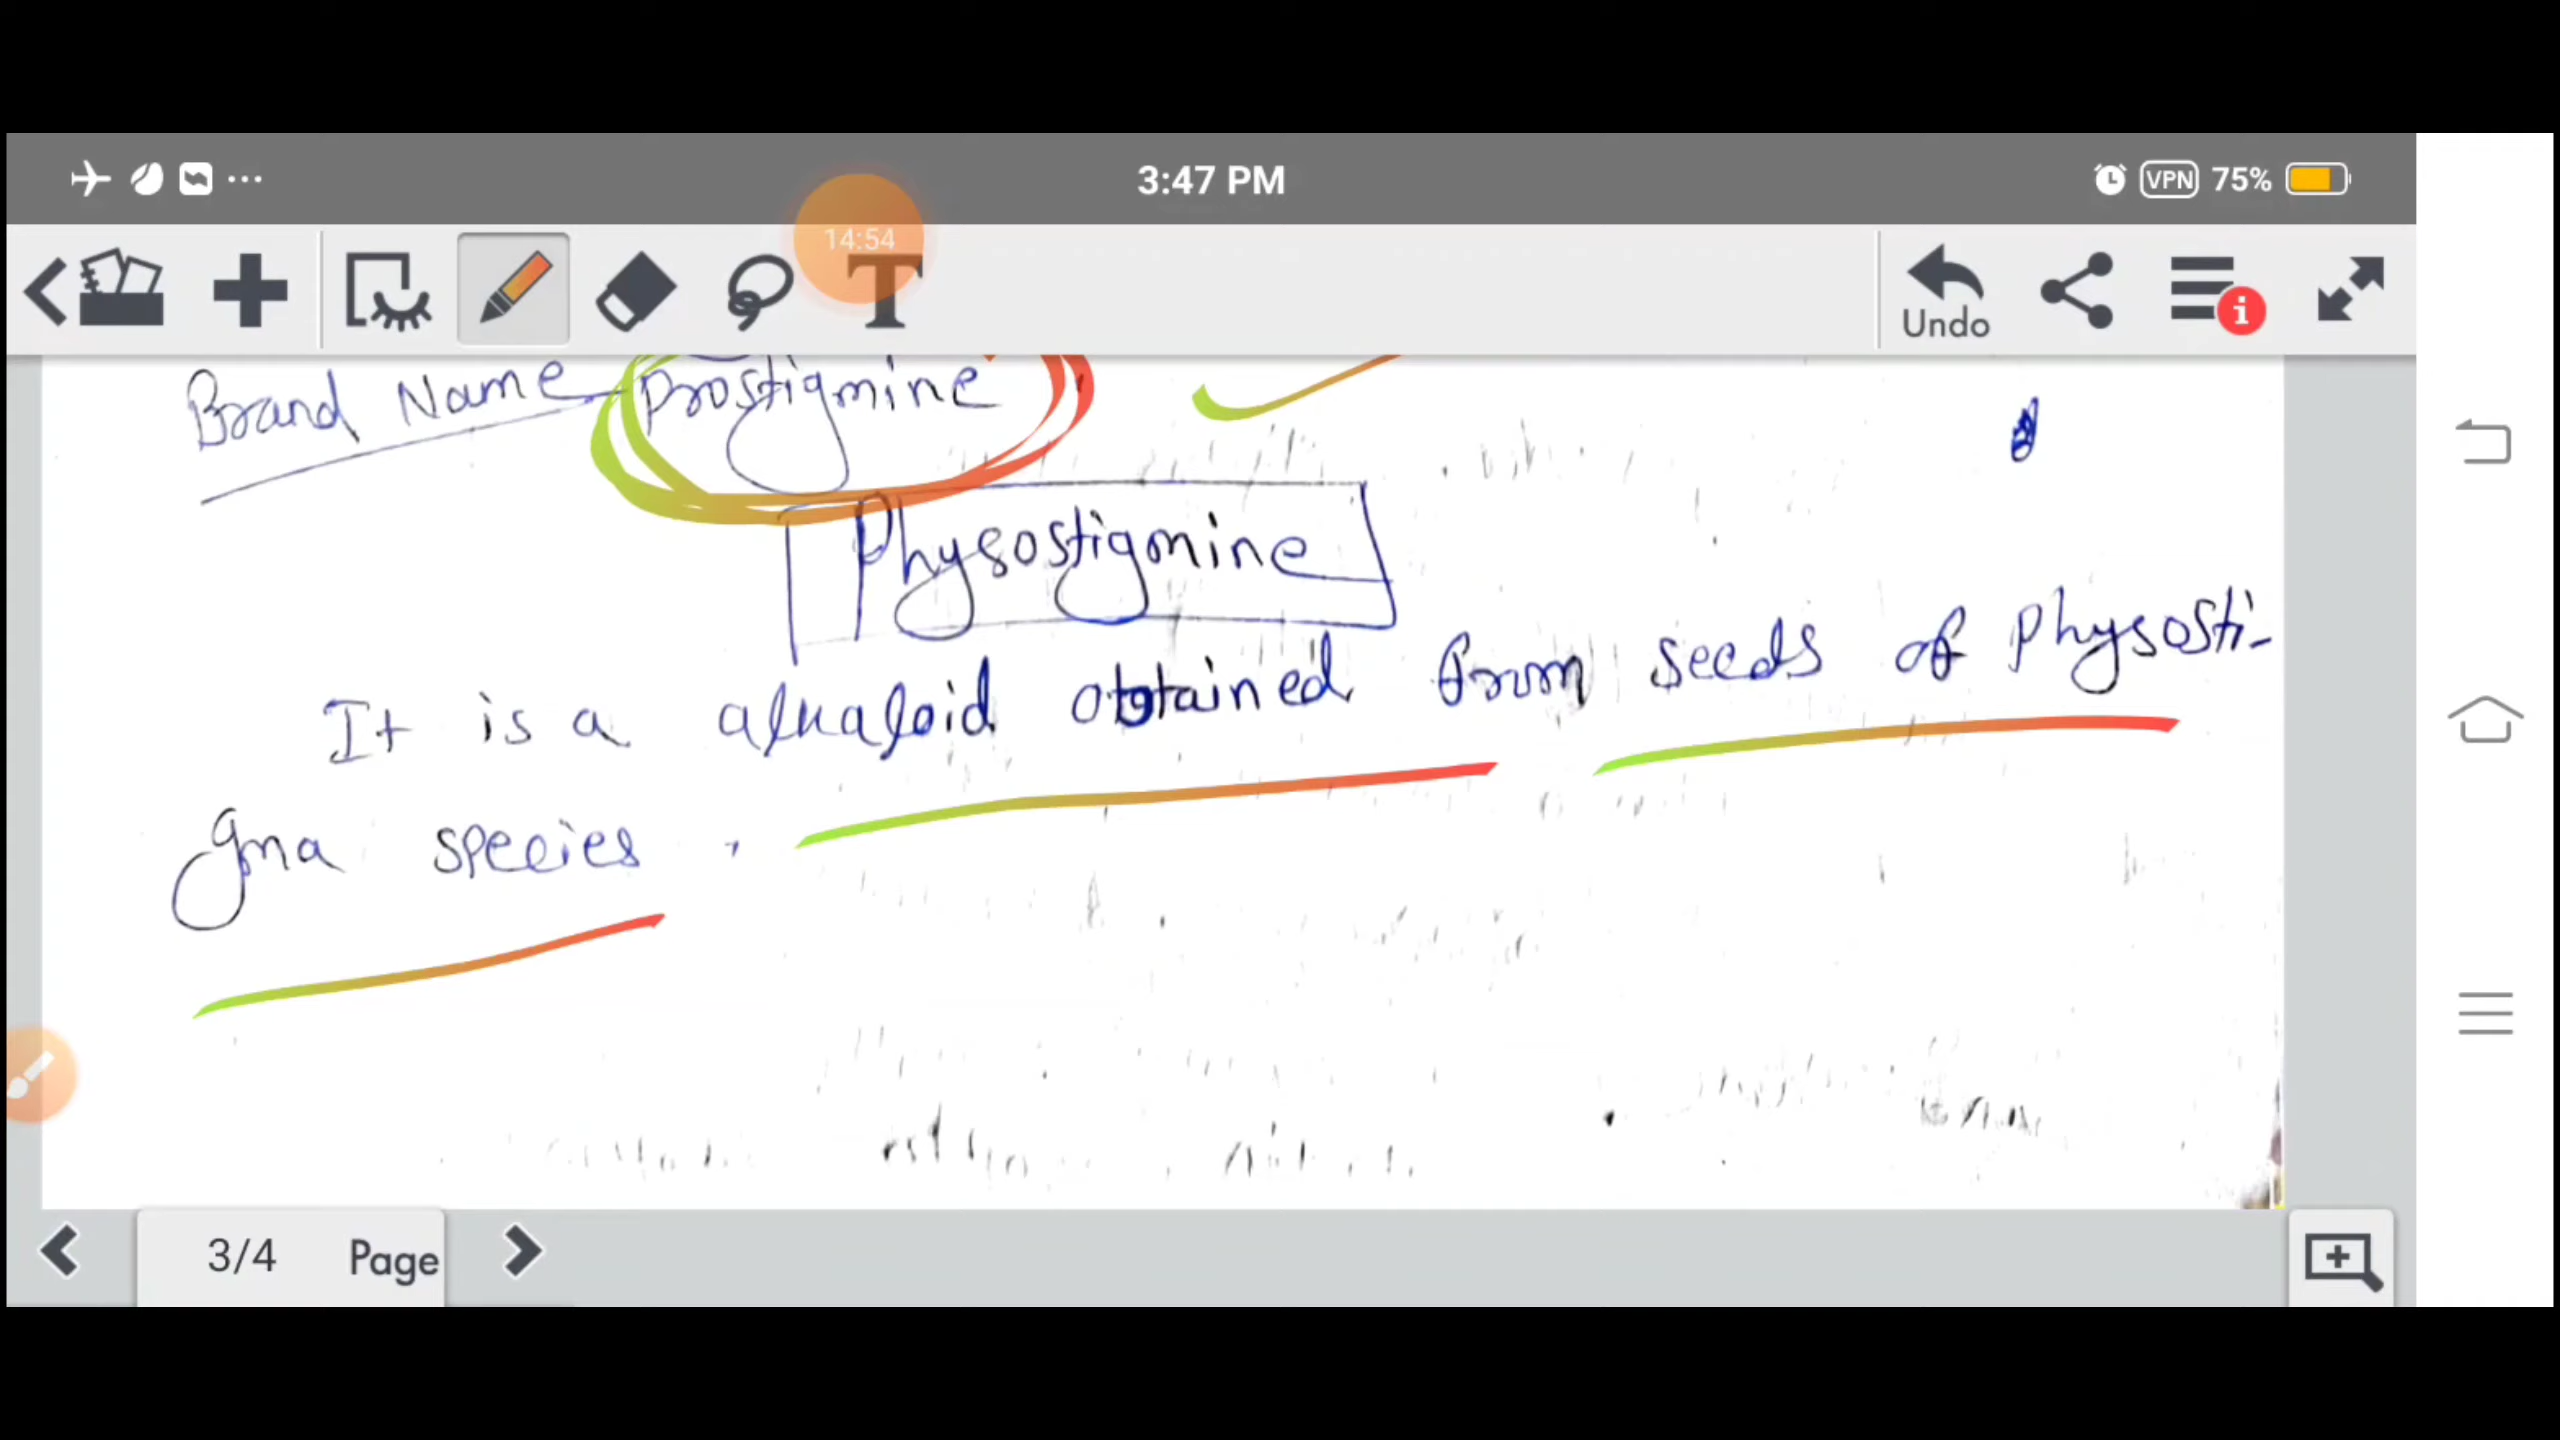 3:47 PM
VPN 75%
14:54
T
Undo
Brand Name Prostigmine
Physostigmine
It is a alkaloid obtained from seeds of Physosti-
gma species.
3/4 Page